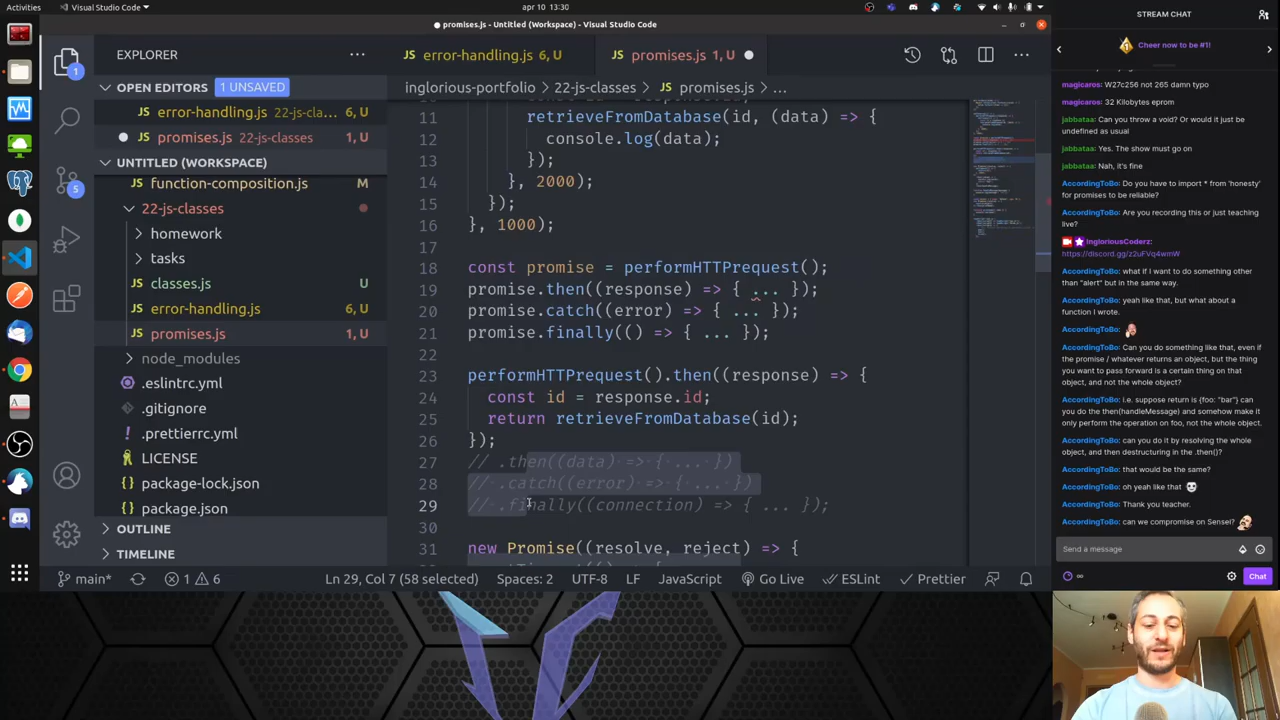 Activities
Visual Studio Code
apr 10 13:30
● promises.js - Untitled (Workspace) - Visual Studio Code
EXPLORER
OPEN EDITORS
1 UNSAVED
error-handling.js 22-js-cla... 6, U
promises.js 22-js-classes 1, U
UNTITLED (WORKSPACE)
function-composition.js M
22-js-classes
homework
tasks
classes.js U
error-handling.js 6, U
promises.js 1, U
node_modules
.eslintrc.yml
.gitignore
.prettierrc.yml
LICENSE
package-lock.json
package.json
OUTLINE
TIMELINE
1
5
error-handling.js 6, U
promises.js 1, U
inglorious-portfolio > 22-js-classes > promises.js > ...
11 retrieveFromDatabase(id, (data) => {
12 console.log(data);
13 });
14 }, 200);
15 });
16 }, 1000);
17
18 const promise = performHTTPrequest();
19 promise.then((response) => { ... });
20 promise.catch((error) => { ... });
21 promise.finally(() => { ... });
22
23 performHTTPrequest().then((response) => {
24 const id = response.id;
25 return retrieveFromDatabase(id);
26 });
27 // .then((data) => { ... })
28 // .catch((error) => { ... })
29 // .finally((connection) => { ... });
30
31 new Promise((resolve, reject) => {
main*
1
6
Ln 29, Col 7 (58 selected)
Spaces: 2
UTF-8
LF
JavaScript
Go Live
ESLint
Prettier
STREAM CHAT
Cheer now to be #1!
magicaros: W27c256 not 265 damn typo
magicaros: 32 Kilobytes eprom
jabbataa: Can you throw a void? Or would it just be
undefined as usual
jabbataa: Yes. The show must go on
jabbataa: Nah, it's fine
AccordingToBo: Do you have to import * from 'honesty'
for promises to be reliable?
AccordingToBo: Are you recording this or just teaching
live?
IngloriousCoderz:
https://discord.gg/z2uFVq4wmW
AccordingToBo: what if I want to do something other
than "alert" but in the same way.
AccordingToBo: yeah like that, but what about a
function I wrote.
AccordingToBo:
AccordingToBo: Can you do something like that, even if
the promise / whatever returns an object, but the thing
you want to pass forward is a certain thing on that
object, and not the whole object?
AccordingToBo: i.e. suppose return is {foo: "bar"} can
you do the then(handleMessage) and somehow make it
only perform the operation on foo, not the whole object.
AccordingToBo: can you do it by resolving the whole
object, and then destructuring in the .then()?
AccordingToBo: that would be the same?
AccordingToBo: oh yeah like that
AccordingToBo: Thank you teacher.
AccordingToBo: can we compromise on Sensei?
Send a message
Chat